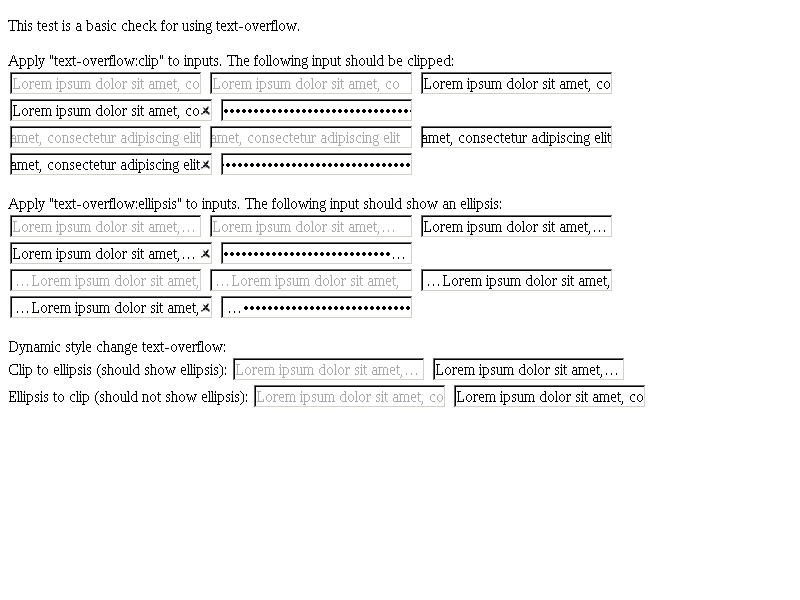 This test is a basic check for using text-overflow.
Apply "text-overflow:clip" to inputs. The following input should be clipped:
Lorem ipsum dolor sit amet, co Lorem ipsum dolor sit amet, co Lorem ipsum dolor sit amet, co
Lorem ipsum dolor sit amet, co
amet, consectetur adipiscing elit amet, consectetur adipiscing elit amet, consectetur adipiscing elit
amet, consectetur adipiscing elit
Apply "text-overflow:ellipsis" to inputs. The following input should show an ellipsis:
Lorem ipsum dolor sit amet,… Lorem ipsum dolor sit amet,… Lorem ipsum dolor sit amet,…
Lorem ipsum dolor sit amet,… …
…Lorem ipsum dolor sit amet, …Lorem ipsum dolor sit amet, …Lorem ipsum dolor sit amet,
…Lorem ipsum dolor sit amet, …
Dynamic style change text-overflow:
Clip to ellipsis (should show ellipsis): Lorem ipsum dolor sit amet,… Lorem ipsum dolor sit amet,…
Ellipsis to clip (should not show ellipsis): Lorem ipsum dolor sit amet, co Lorem ipsum dolor sit amet, co